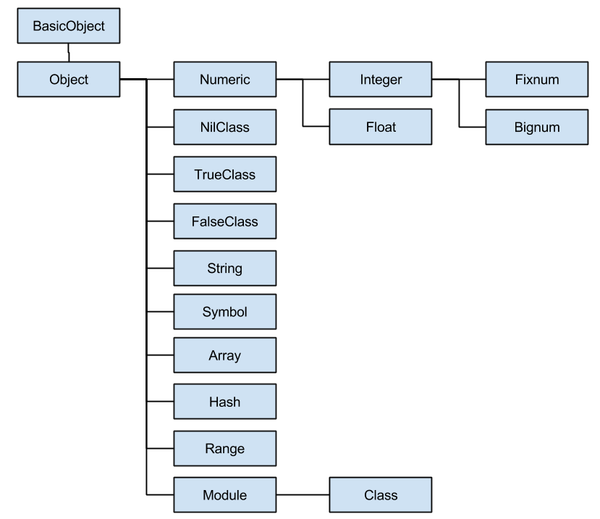 BasicObject
Object
Numeric
Integer
Fixnum
NilClass
Float
Bignum
TrueClass
FalseClass
String
Symbol
Array
Hash
Range
Module
Class